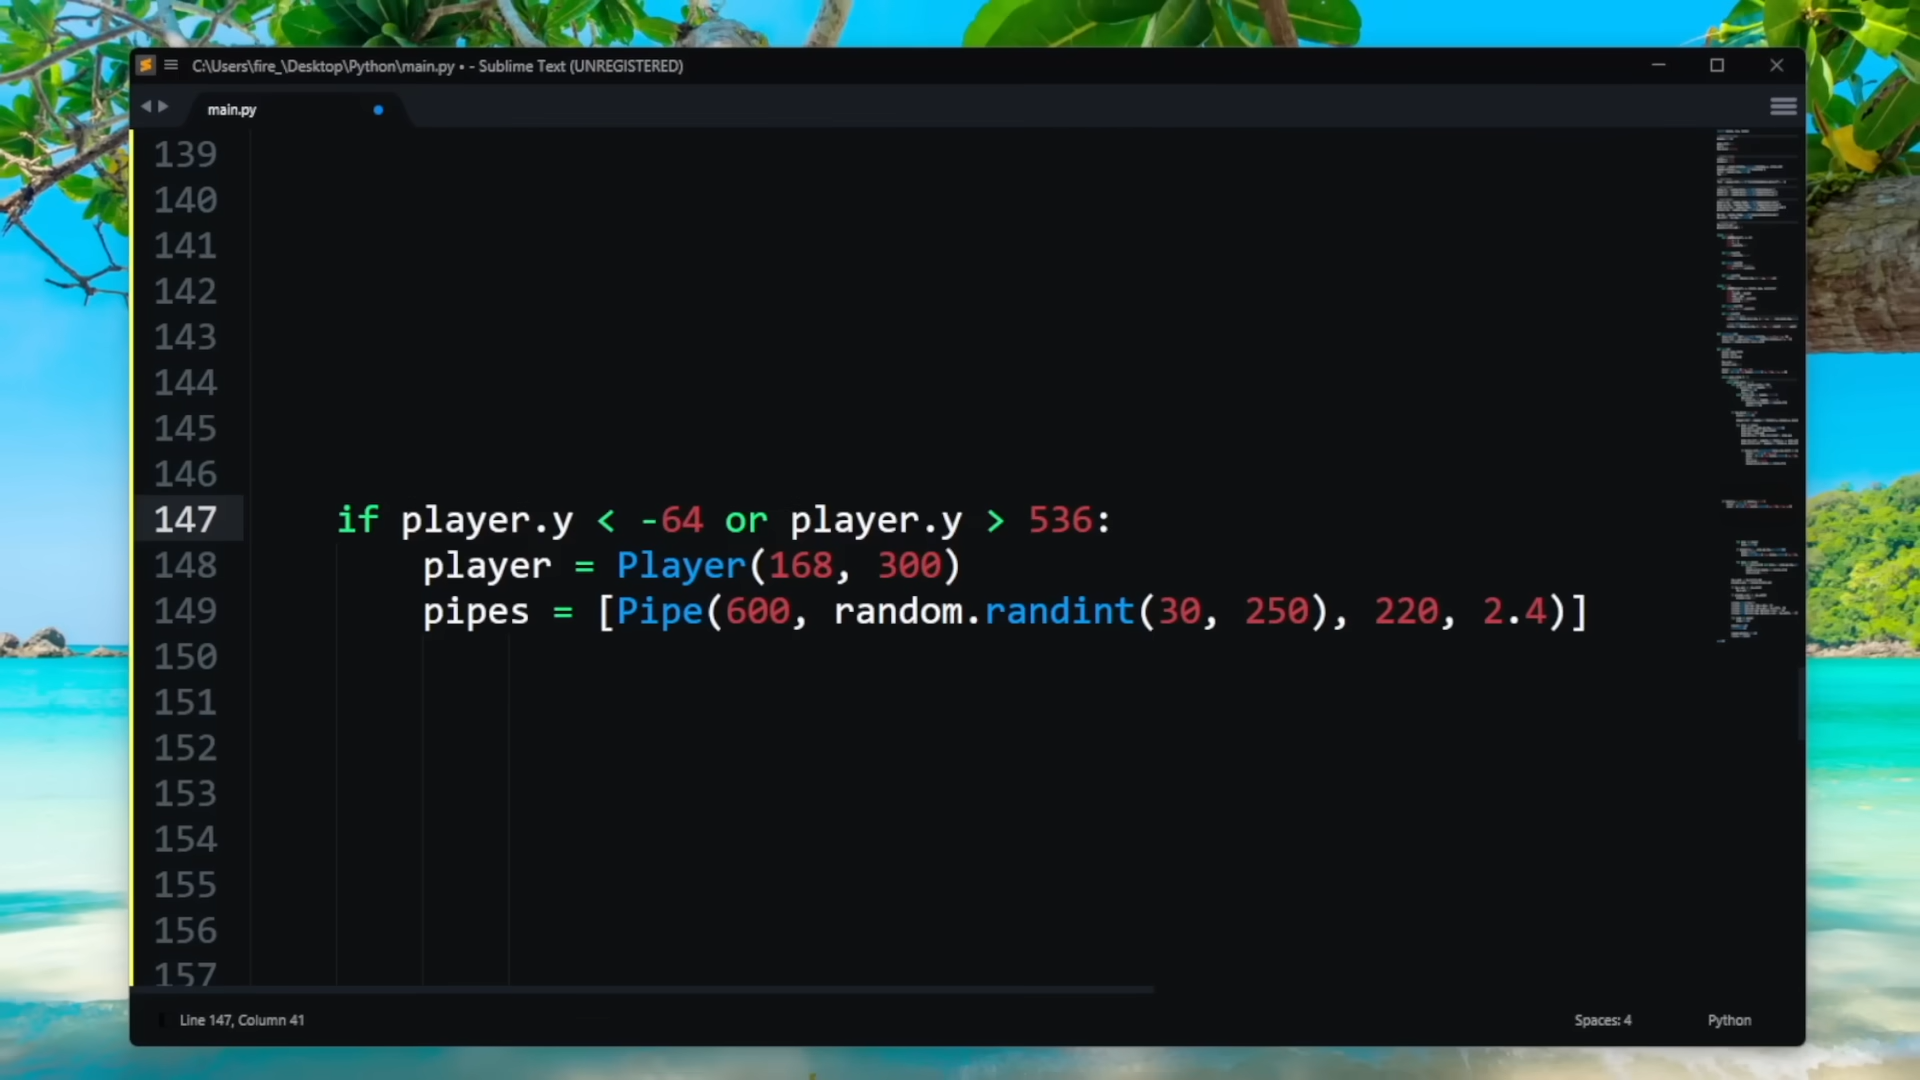 C:\Users\fire_\Desktop\Python\main.py • - Sublime Text (UNREGISTERED)
main.py
139
140
141
142
143
144
145
146
147 if player.y < -64 or player.y > 536:
148 player = Player(168, 300)
149 pipes = [Pipe(600, random.randint(30, 250), 220, 2.4)]
150
151
152
153
154
155
156
157
Line 147, Column 41
Spaces: 4
Python